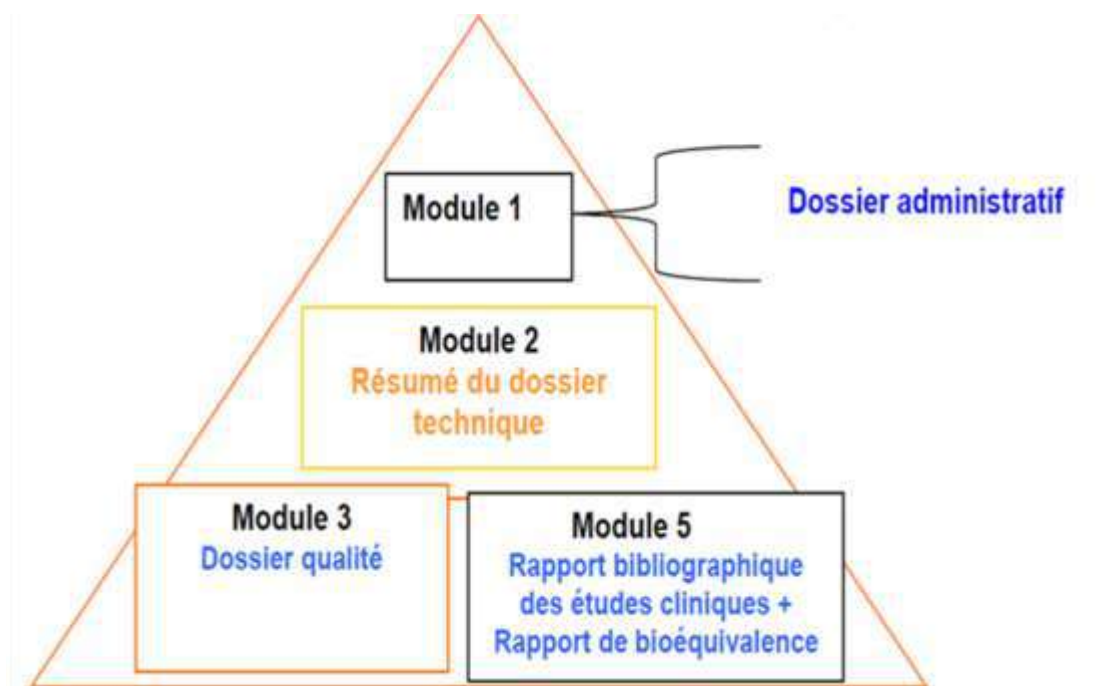 Module 1
Dossier administratif
Module 2
Résumé du dossier
technique
Module 3
Dossier qualité
Module 5
Rapport bibliographique
des études cliniques +
Rapport de bioéquivalence